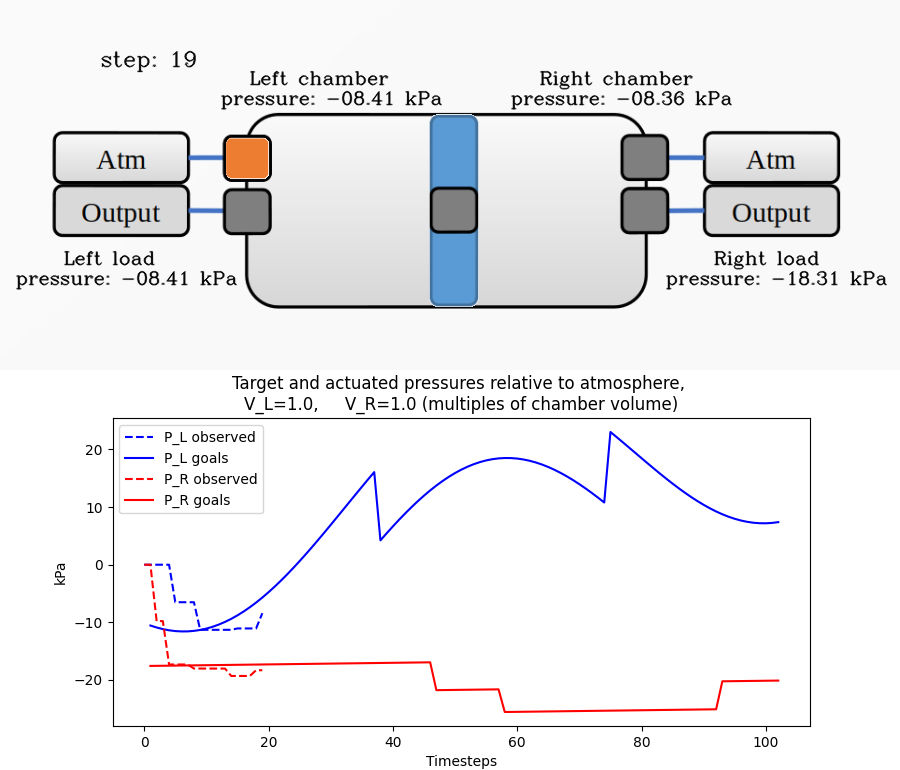 step: 19
Left chamber
pressure: −08.41 kPa
Right chamber
pressure: −08.36 kPa
Atm
Output
Atm
Output
Left load
pressure: −08.41 kPa
Right load
pressure: −18.31 kPa
Target and actuated pressures relative to atmosphere,
V_L=1.0,     V_R=1.0 (multiples of chamber volume)
P_L observed
P_L goals
P_R observed
P_R goals
20
10
0
−10
−20
kPa
0 20 40 60 80 100
Timesteps